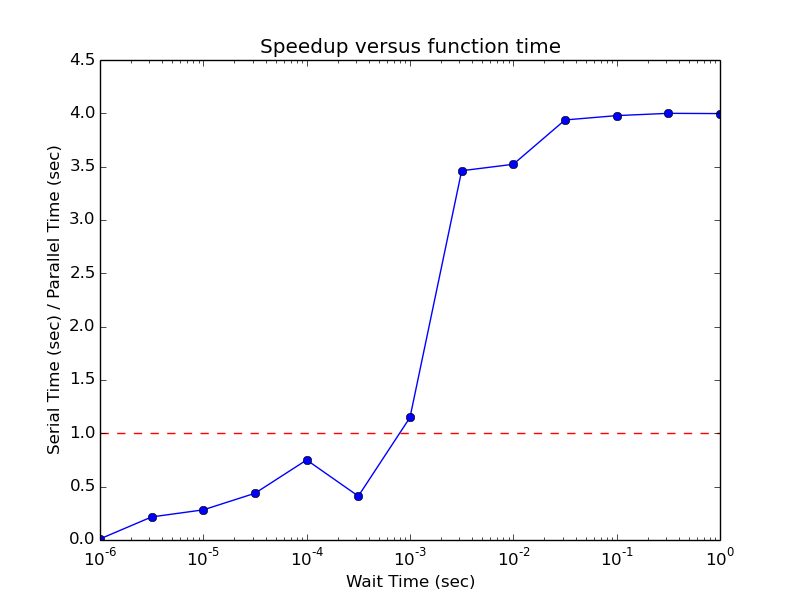 Speedup versus function time
Serial Time (sec) / Parallel Time (sec)
4.5
4.0
3.5
3.0
2.5
2.0
1.5
1.0
0.5
0.0
10^-6 10^-5 10^-4 10^-3 10^-2 10^-1 10^0
Wait Time (sec)